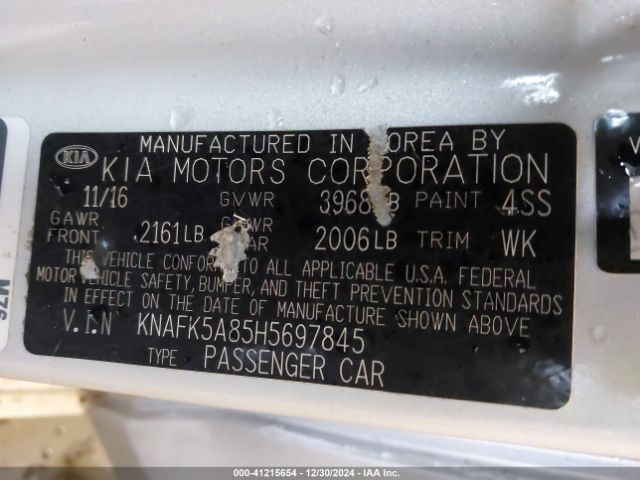 MANUFACTURED IN KOREA BY
KIA KIA MOTORS CORPORATION
11/16 GVWR 3968LB PAINT 4SS
GAWR FRONT 2161LB 2006LB TRIM WK
THIS VEHICLE CONFORMS TO ALL APPLICABLE U.S.A. FEDERAL
MOTOR VEHICLE SAFETY, BUMPER, AND THEFT PREVENTION STANDARDS
IN EFFECT ON THE DATE OF MANUFACTURE SHOWN ABOVE
V.I.N KNAFK5A85H5697845
TYPE PASSENGER CAR
000-41215654 - 12/30/2024 - IAA Inc.